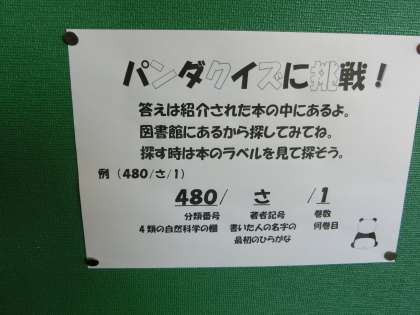 パンダクイズに挑戦！
答えは紹介された本の中にあるよ。
図書館にあるから探してみてね。
探す時は本のラベルを見て探そう。
例（480/さ/1）
480/ さ /1
分類番号 著者記号 巻数
4類の自然科学の棚 書いた人の名字の 何巻目
最初のひらがな